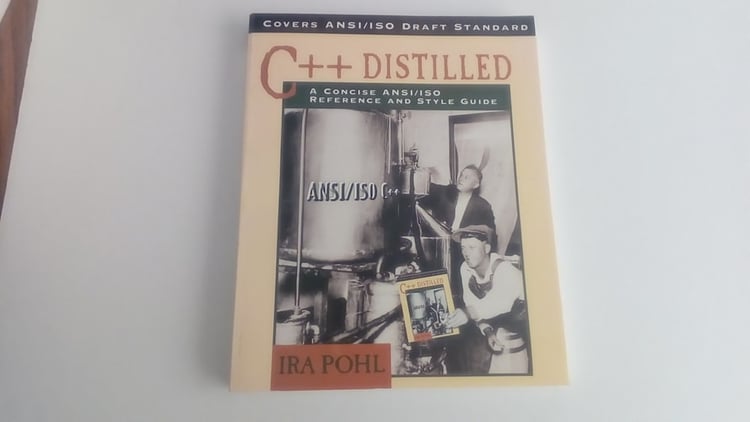 COVERS ANSI/ISO DRAFT STANDARD
C++ DISTILLED
A CONCISE ANSI/ISO
REFERENCE AND STYLE GUIDE
ANSI/ISO C++
C++ DISTILLED
IRA POHL